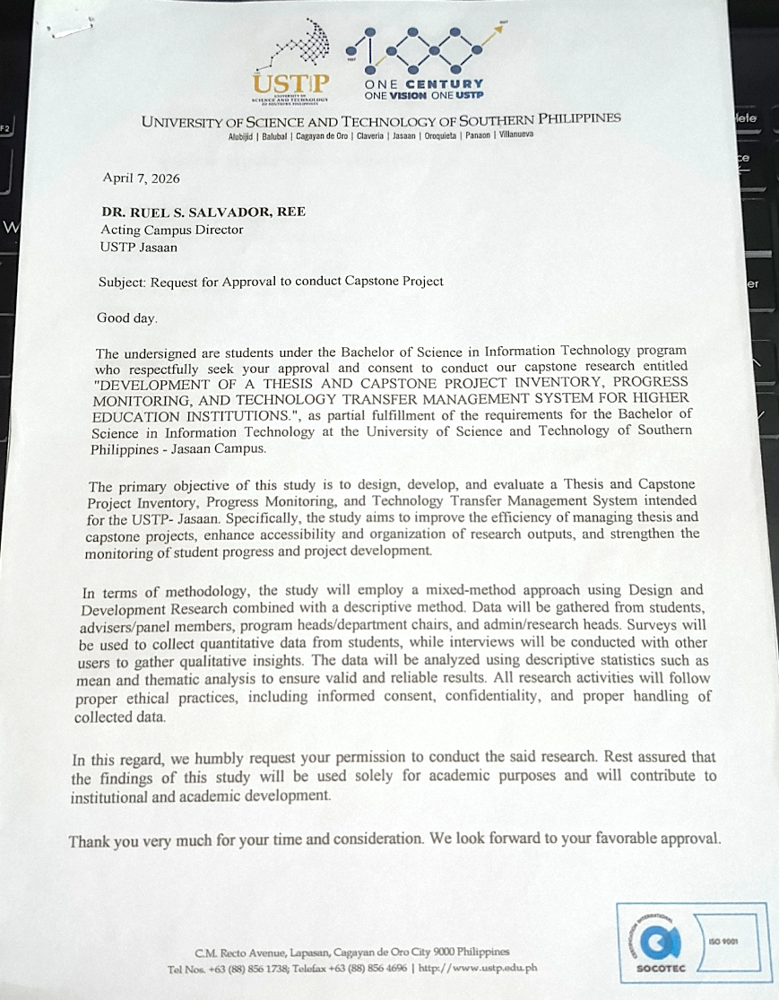 USTP
UNIVERSITY OF
SCIENCE AND TECHNOLOGY
OF SOUTHERN PHILIPPINES
1927
2027
ONE CENTURY
ONE VISION ONE USTP
UNIVERSITY OF SCIENCE AND TECHNOLOGY OF SOUTHERN PHILIPPINES
Alubijid | Balubal | Cagayan de Oro | Claveria | Jasaan | Oroquieta | Panaon | Villanueva
April 7, 2026
DR. RUEL S. SALVADOR, REE
Acting Campus Director
USTP Jasaan
Subject: Request for Approval to conduct Capstone Project
Good day.
The undersigned are students under the Bachelor of Science in Information Technology program
who respectfully seek your approval and consent to conduct our capstone research entitled
"DEVELOPMENT OF A THESIS AND CAPSTONE PROJECT INVENTORY, PROGRESS
MONITORING, AND TECHNOLOGY TRANSFER MANAGEMENT SYSTEM FOR HIGHER
EDUCATION INSTITUTIONS.", as partial fulfillment of the requirements for the Bachelor of
Science in Information Technology at the University of Science and Technology of Southern
Philippines - Jasaan Campus.
The primary objective of this study is to design, develop, and evaluate a Thesis and Capstone
Project Inventory, Progress Monitoring, and Technology Transfer Management System intended
for the USTP- Jasaan. Specifically, the study aims to improve the efficiency of managing thesis and
capstone projects, enhance accessibility and organization of research outputs, and strengthen the
monitoring of student progress and project development.
In terms of methodology, the study will employ a mixed-method approach using Design and
Development Research combined with a descriptive method. Data will be gathered from students,
advisers/panel members, program heads/department chairs, and admin/research heads. Surveys will
be used to collect quantitative data from students, while interviews will be conducted with other
users to gather qualitative insights. The data will be analyzed using descriptive statistics such as
mean and thematic analysis to ensure valid and reliable results. All research activities will follow
proper ethical practices, including informed consent, confidentiality, and proper handling of
collected data.
In this regard, we humbly request your permission to conduct the said research. Rest assured that
the findings of this study will be used solely for academic purposes and will contribute to
institutional and academic development.
Thank you very much for your time and consideration. We look forward to your favorable approval.
C.M. Recto Avenue, Lapasan, Cagayan de Oro City 9000 Philippines
Tel Nos. +63 (88) 856 1738; Telefax +63 (88) 856 4696 | http://www.ustp.edu.ph
CERTIFICATION INTERNATIONAL
SOCOTEC
ISO 9001
F2
W
lete